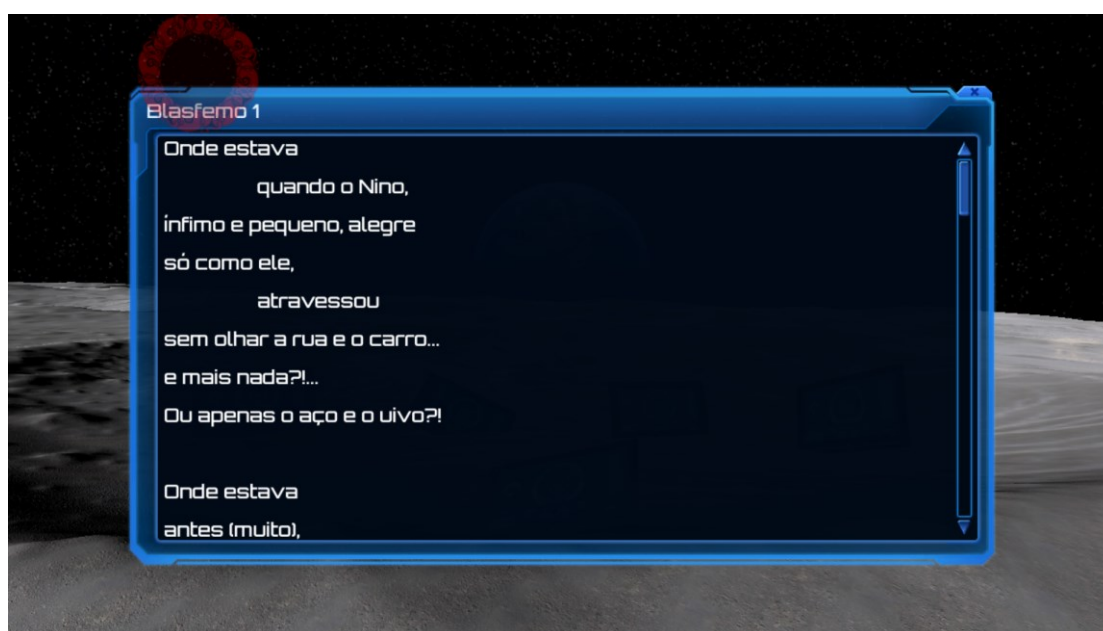 Blasfemo 1
Onde estava
quando o Nino,
ínfimo e pequeno, alegre
só como ele,
atravessou
sem olhar a rua e o carro...
e mais nada?!...
Ou apenas o aço e o uivo?!
Onde estava
antes (muito),